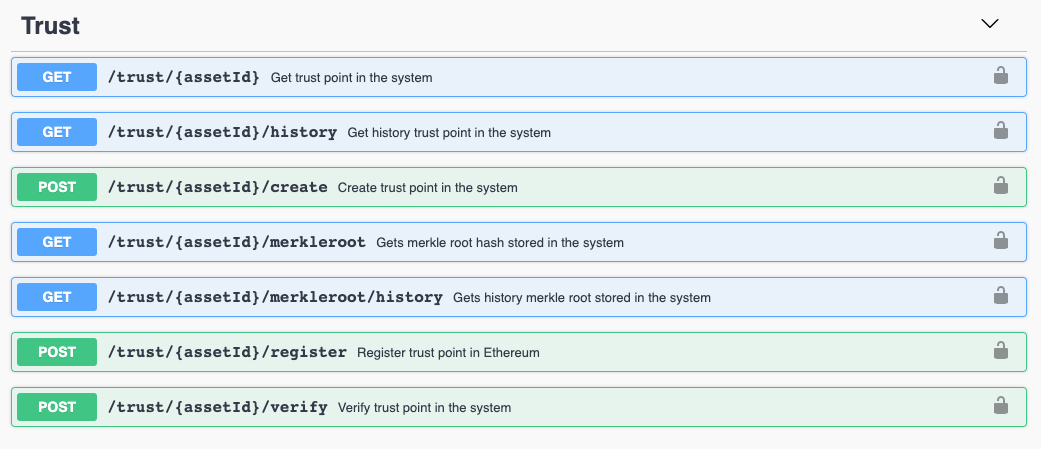 Trust
GET /trust/{assetId} Get trust point in the system
GET /trust/{assetId}/history Get history trust point in the system
POST /trust/{assetId}/create Create trust point in the system
GET /trust/{assetId}/merkleroot Gets merkle root hash stored in the system
GET /trust/{assetId}/merkleroot/history Gets history merkle root stored in the system
POST /trust/{assetId}/register Register trust point in Ethereum
POST /trust/{assetId}/verify Verify trust point in the system